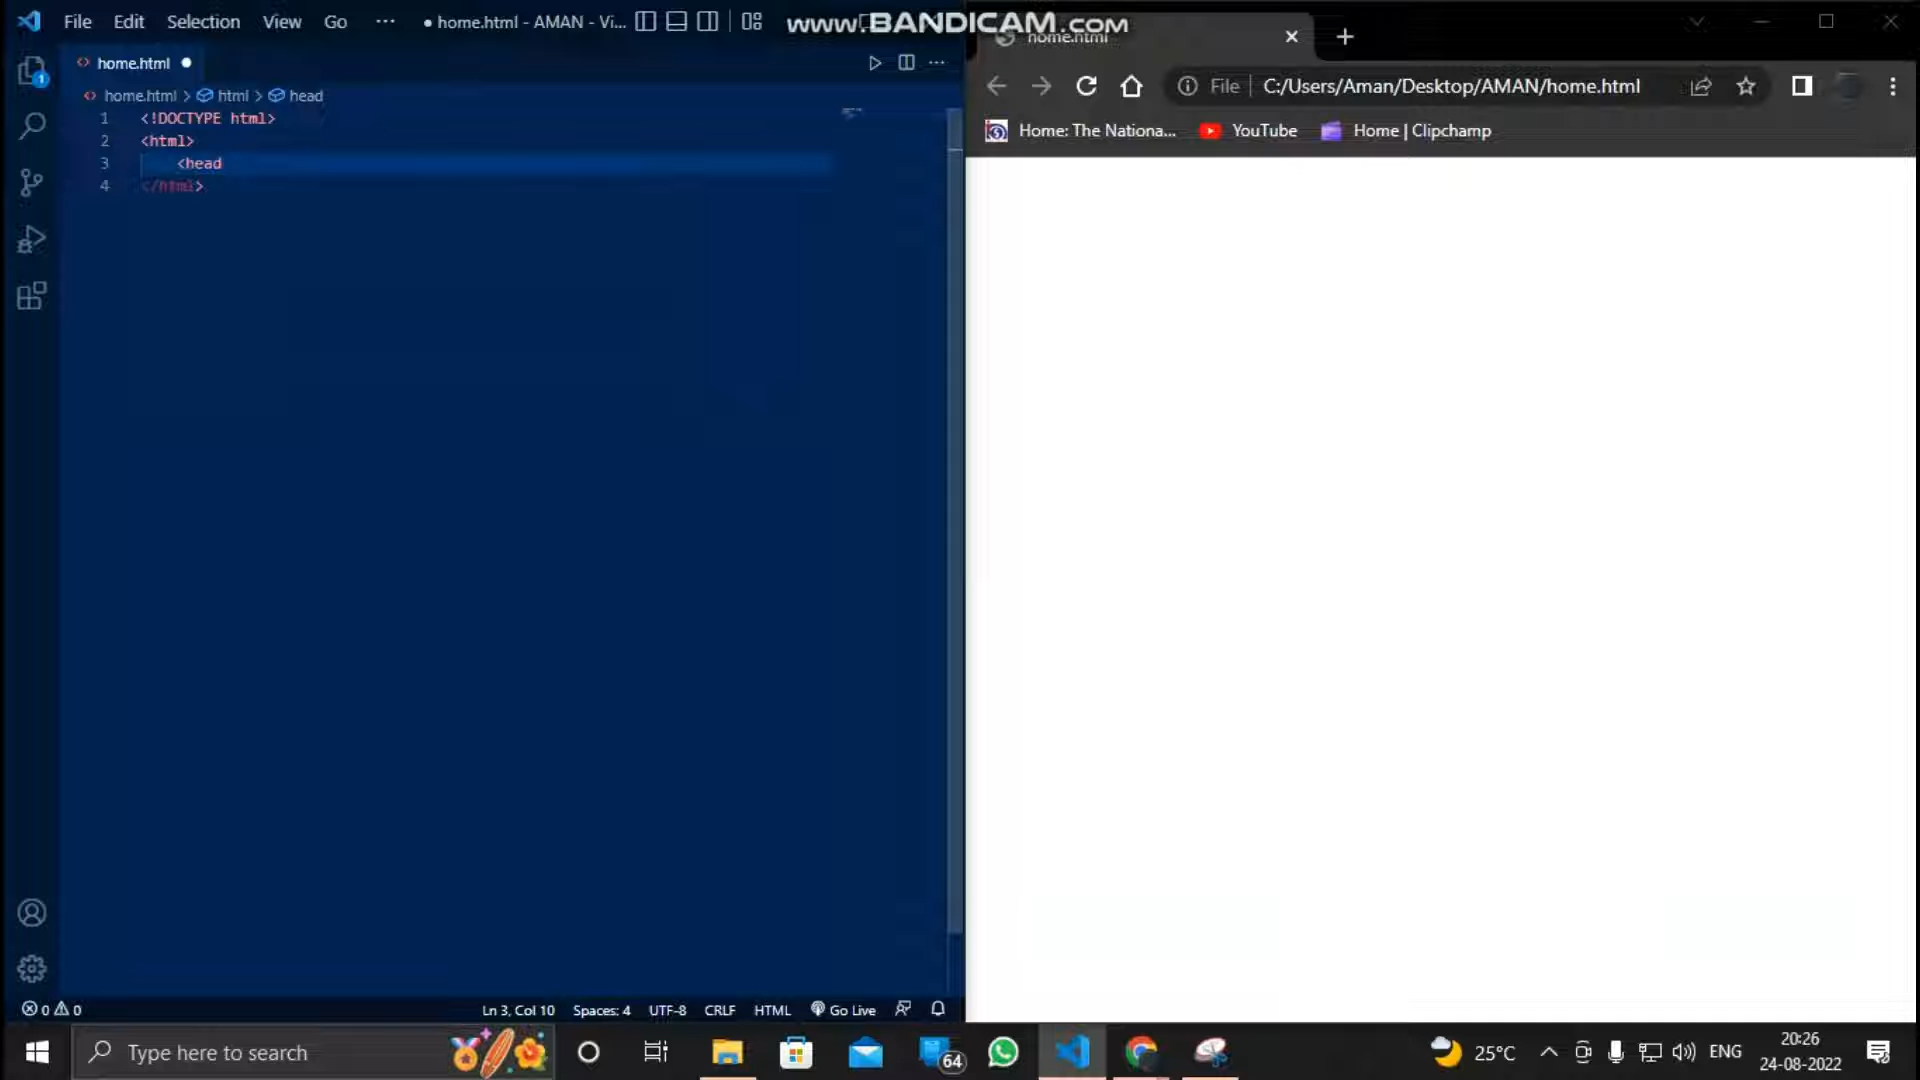 File Edit Selection View Go ··· ● home.html - AMAN - Vi...
www.BANDICAM.com
home.html
home.html ●
home.html > html > head
1 <!DOCTYPE html>
2 <html>
3 <head
4 </html>
File C:/Users/Aman/Desktop/AMAN/home.html
Home: The Nationa... YouTube Home | Clipchamp
1
0 0 Ln 3, Col 10 Spaces: 4 UTF-8 CRLF HTML Go Live
Type here to search
64
25°C ENG
20:26
24-08-2022